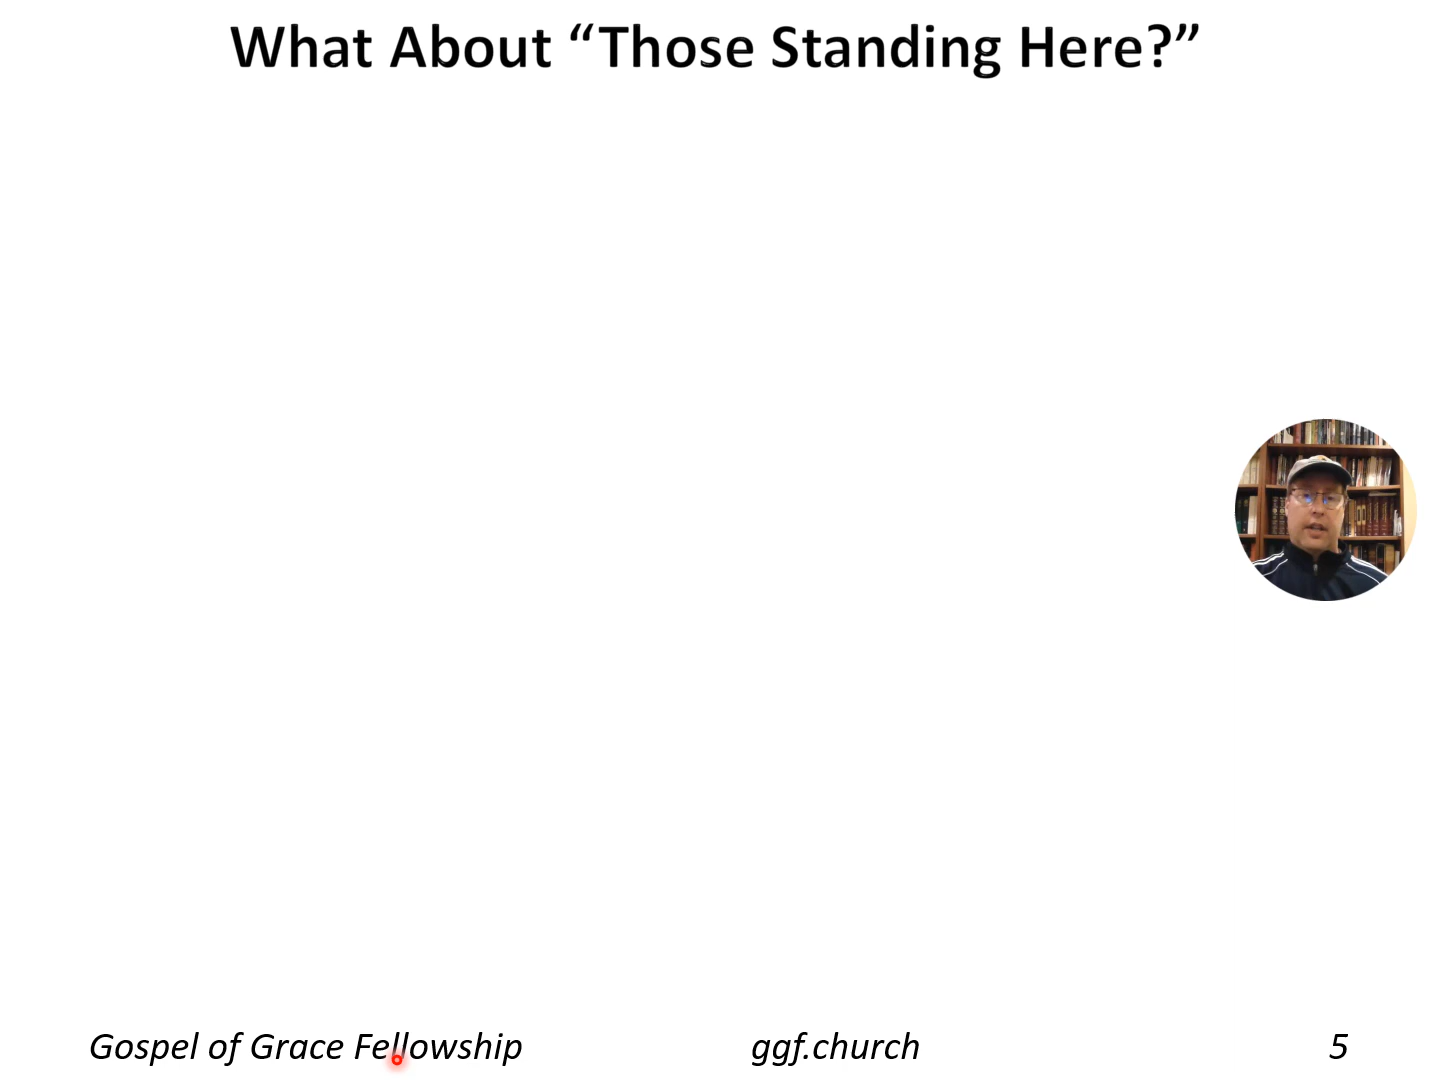 What About “Those Standing Here?”
Gospel of Grace Fellowship ggf.church 5